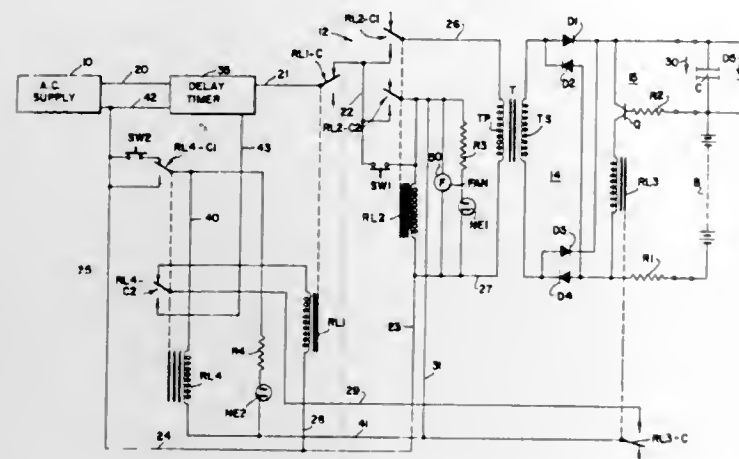 10
20
35
21
RL1-C
RL2-C1
12
26
D1
D2
D5
30
C
15
R2
Q
A.C. SUPPLY
DELAY TIMER
42
22
RL2-C2
T
TP
TS
SW2
RL4-C1
43
SW1
80
R3
F
FAN
NE1
RL2
14
RL3
B
40
25
RL4-C2
RL1
D3
D4
R1
27
23
31
RL4
R4
NE2
29
28
41
24
RL3-C